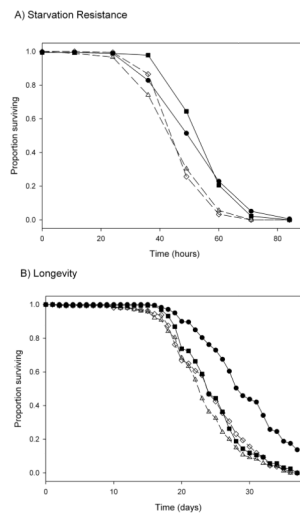 A) Starvation Resistance
Proportion surviving
1.0
0.8
0.6
0.4
0.2
0.0
0 20 40 60 80
Time (hours)
B) Longevity
Proportion surviving
1.0
0.8
0.6
0.4
0.2
0.0
0 10 20 30
Time (days)